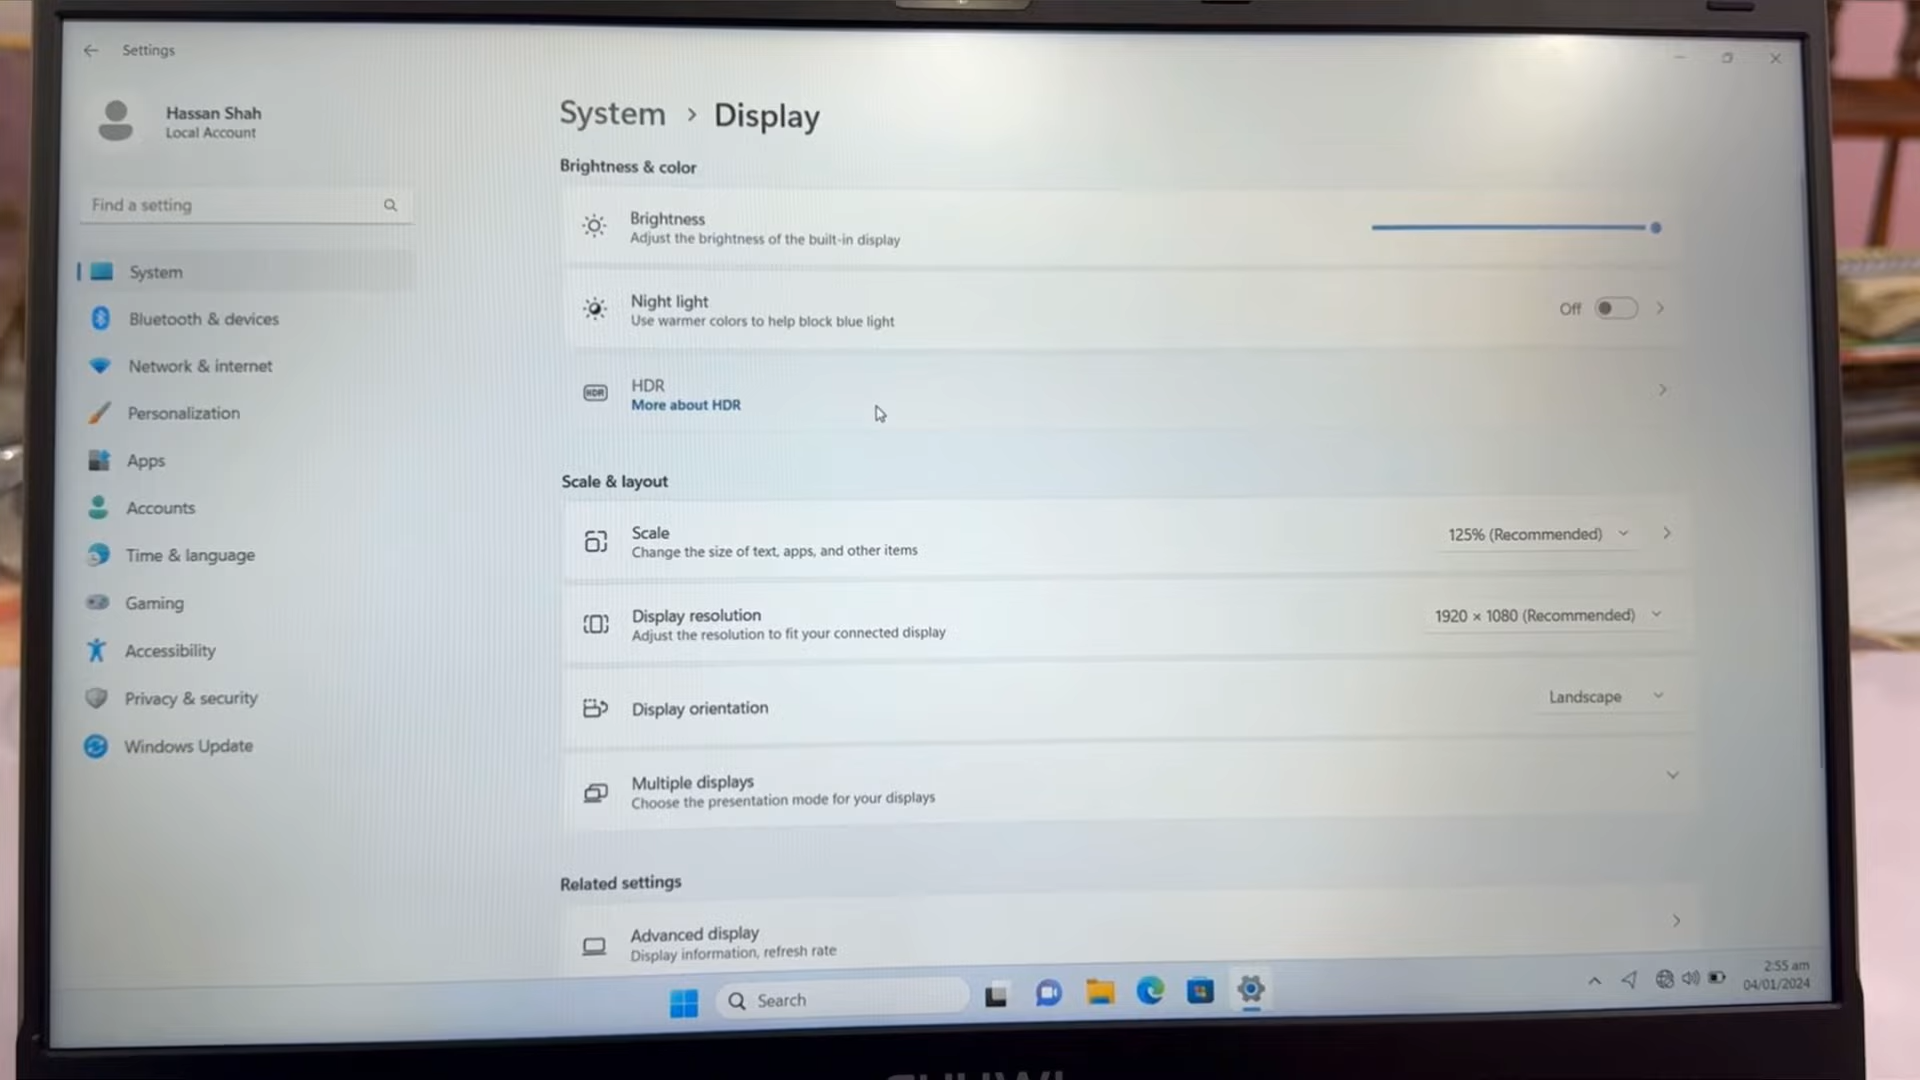 Settings
Hassan Shah
Local Account
Find a setting
System
Bluetooth & devices
Network & internet
Personalization
Apps
Accounts
Time & language
Gaming
Accessibility
Privacy & security
Windows Update
System > Display
Brightness & color
Brightness
Adjust the brightness of the built-in display
Night light
Use warmer colors to help block blue light
Off
HDR
HDR
More about HDR
Scale & layout
Scale
Change the size of text, apps, and other items
125% (Recommended)
Display resolution
Adjust the resolution to fit your connected display
1920 × 1080 (Recommended)
Display orientation
Landscape
Multiple displays
Choose the presentation mode for your displays
Related settings
Advanced display
Display information, refresh rate
Search
2:55 am
04/01/2024